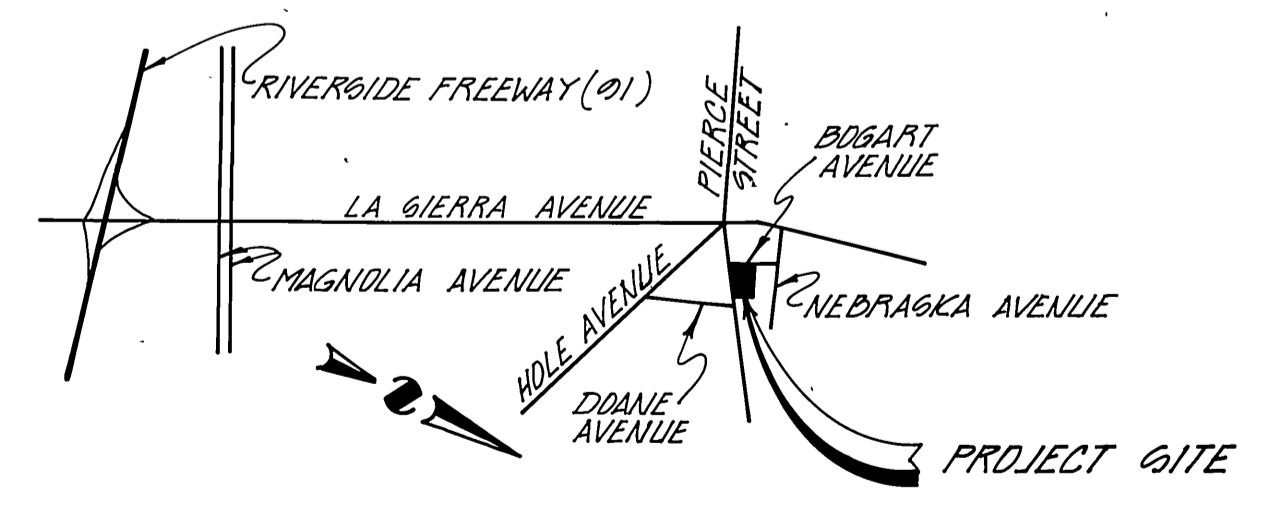 RIVERSIDE FREEWAY (91)
PIERCE
STREET
BOGART
AVENUE
LA SIERRA AVENUE
MAGNOLIA AVENUE
HOLE AVENUE
NEBRASKA AVENUE
DOANE
AVENUE
N
PROJECT SITE